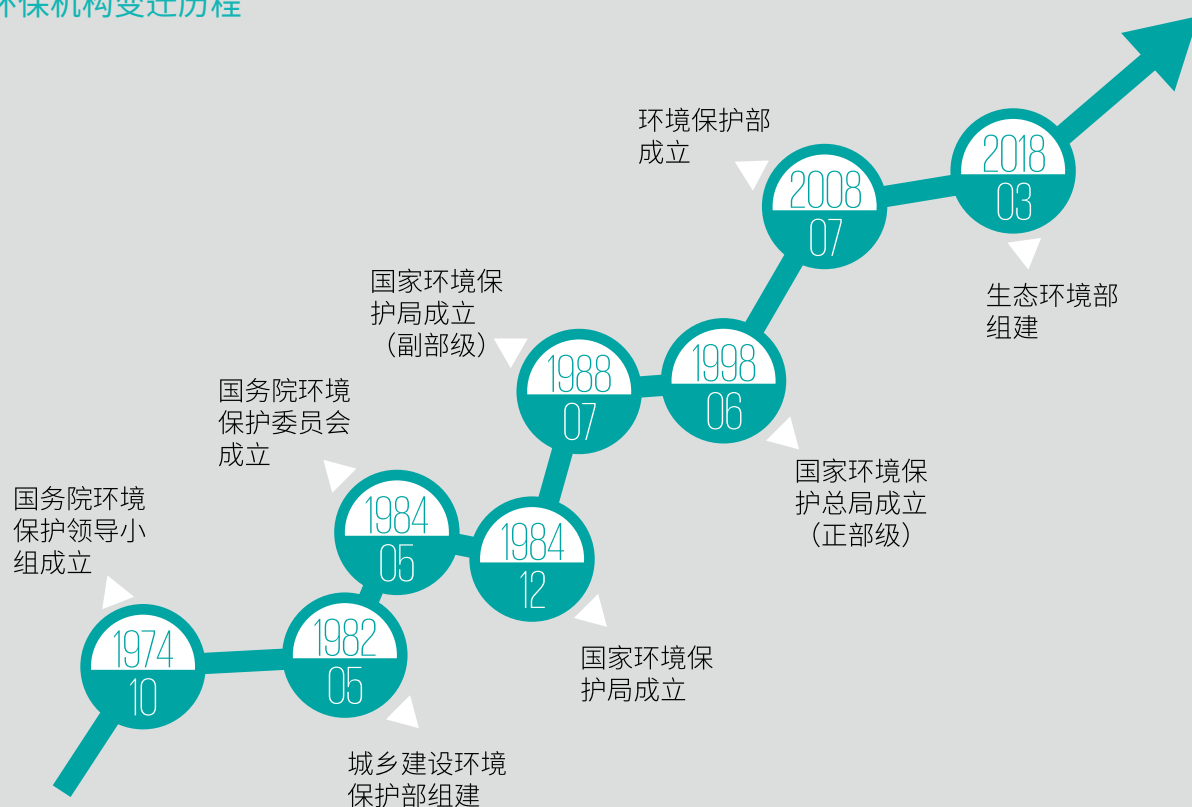 环保机构变迁历程
环境保护部
成立
2018
03
2008
07
生态环境部
组建
国家环境保
护局成立
（副部级）
1988
07
1998
06
国务院环境
保护委员会
成立
国家环境保
护总局成立
（正部级）
国务院环境
保护领导小
组成立
1984
05
1984
12
1974
10
1982
05
国家环境保
护局成立
城乡建设环境
保护部组建